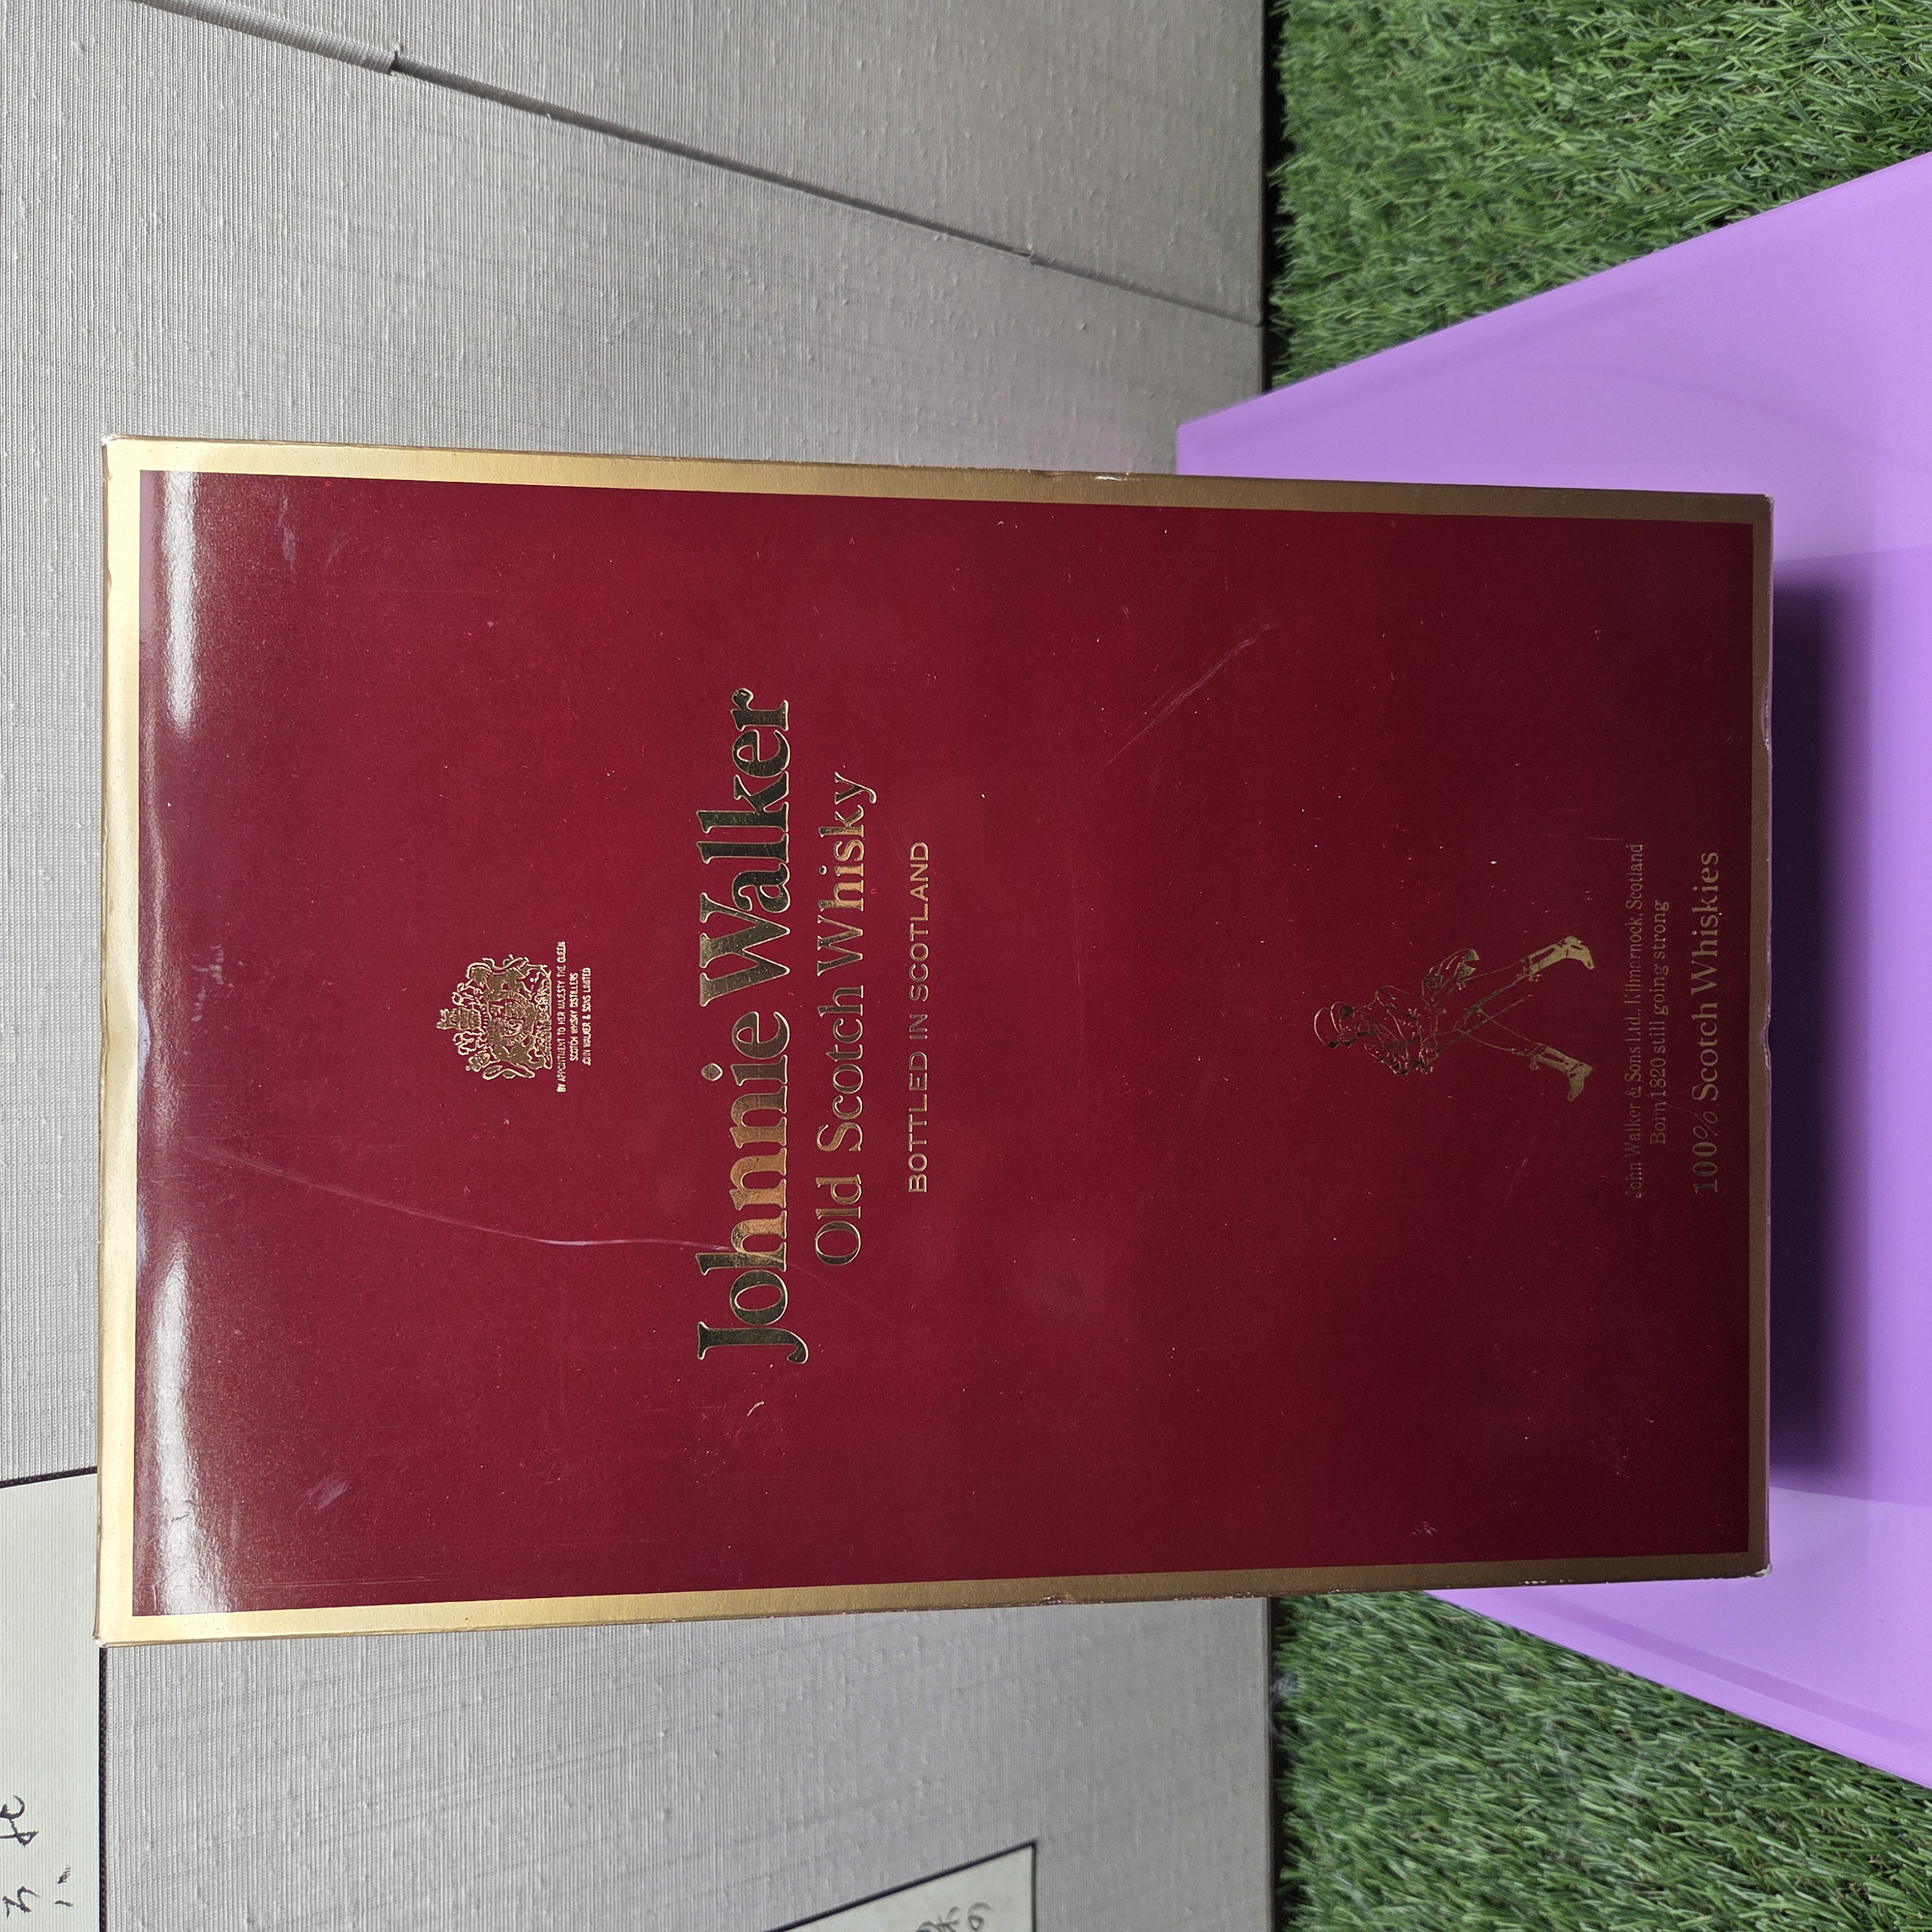 BY APPOINTMENT TO HER MAJESTY THE QUEEN
SCOTCH WHISKY DISTILLERS
JOHN WALKER & SONS LIMITED
Johnnie Walker
Old Scotch Whisky
BOTTLED IN SCOTLAND
John Walker & Sons Ltd., Kilmarnock, Scotland
Born 1820 still going strong
100% Scotch Whiskies